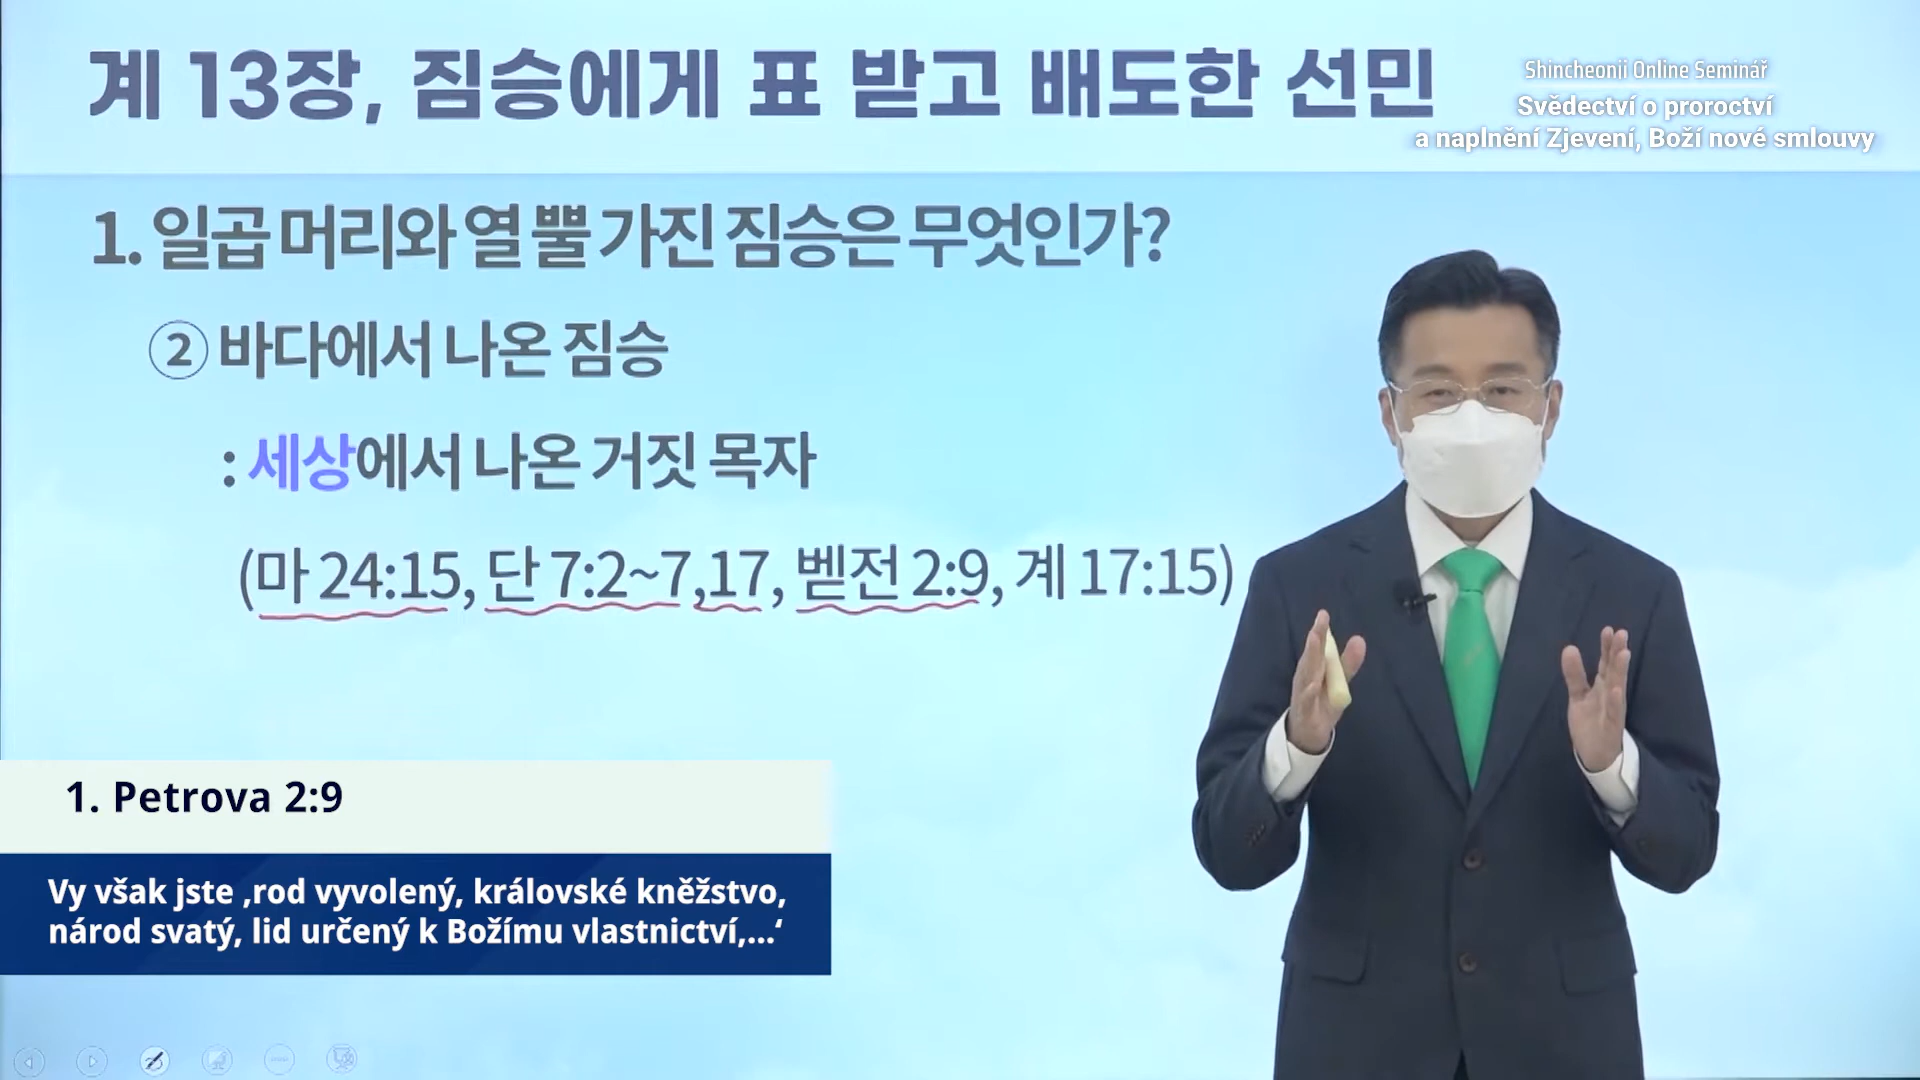 계 13장, 짐승에게 표 받고 배도한 선민
Shincheonji Online Seminář
Svědectví o proroctví
a naplnění Zjevení, Boží nové smlouvy
1. 일곱 머리와 열 뿔 가진 짐승은 무엇인가?
② 바다에서 나온 짐승
: 세상에서 나온 거짓 목자
(마 24:15, 단 7:2~7,17, 벧전 2:9, 계 17:15)
1. Petrova 2:9
Vy však jste ‚rod vyvolený, královské kněžstvo,
národ svatý, lid určený k Božímu vlastnictví,...‘